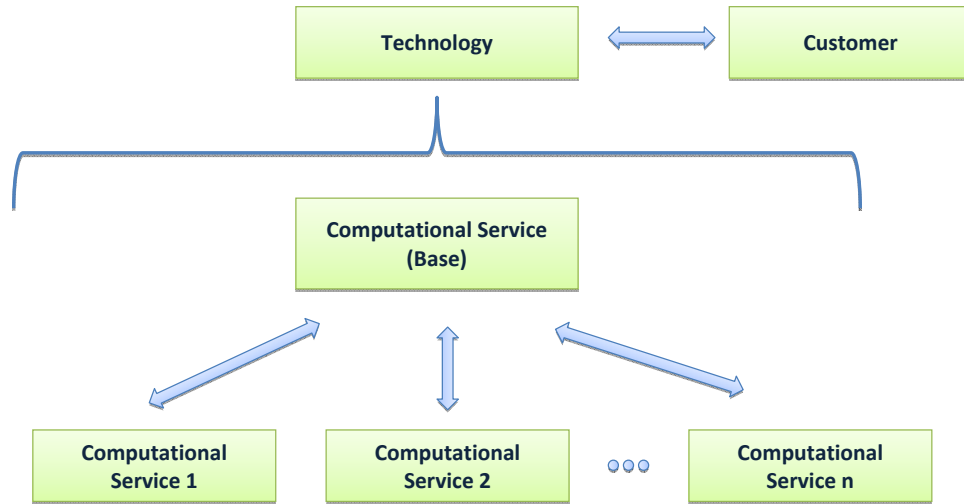 Technology
Customer
Computational Service
(Base)
Computational
Service 1
Computational
Service 2
Computational
Service n